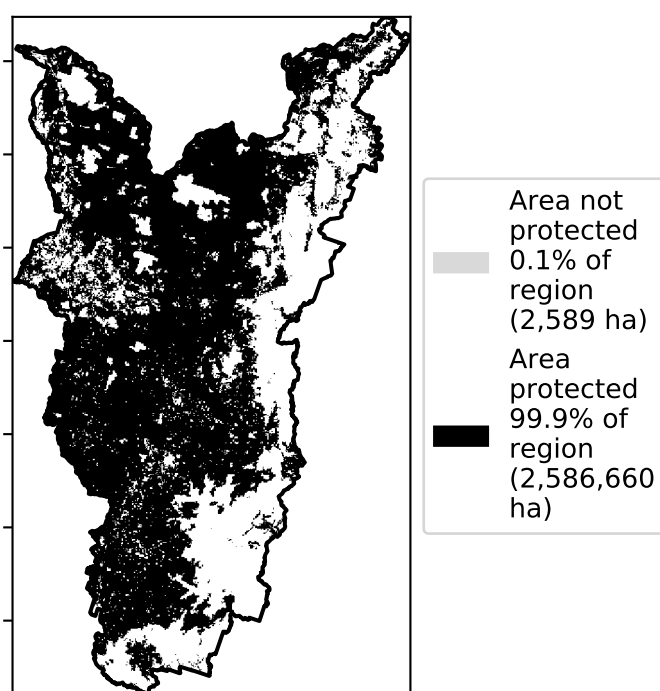 Area not
protected
0.1% of
region
(2,589 ha)
Area
protected
99.9% of
region
(2,586,660
ha)